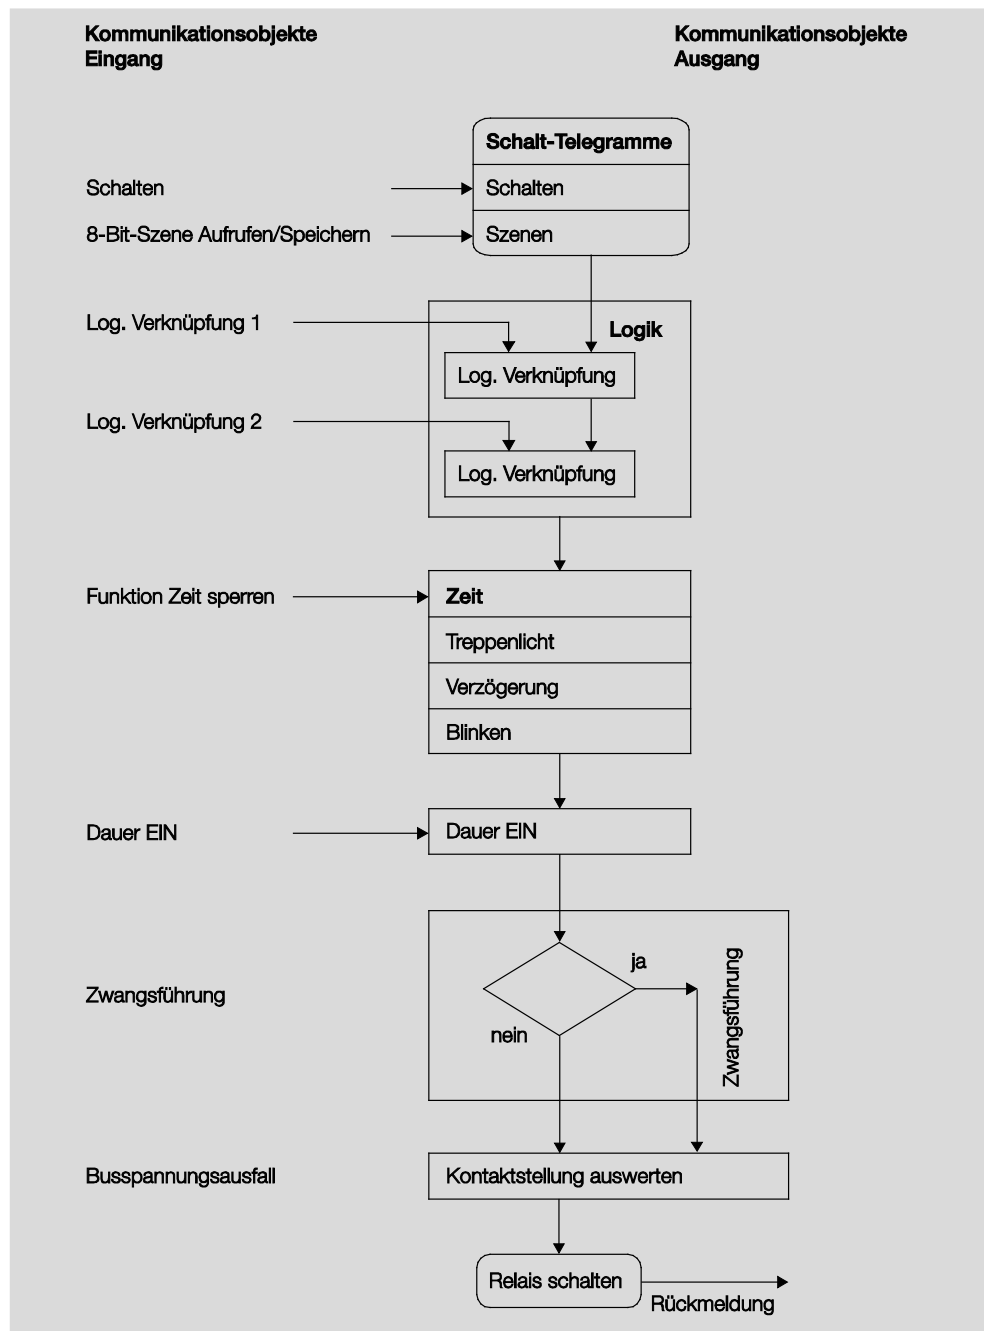 Kommunikationsobjekte
Eingang
Kommunikationsobjekte
Ausgang
Schalt-Telegramme
Schalten
Schalten
8-Bit-Szene Aufrufen/Speichern
Szenen
Log. Verknüpfung 1
Logik
Log. Verknüpfung
Log. Verknüpfung 2
Log. Verknüpfung
Funktion Zeit sperren
Zeit
Treppenlicht
Verzögerung
Blinken
Dauer EIN
Dauer EIN
ja
Zwangsführung
Zwangsführung
nein
Busspannungsausfall
Kontaktstellung auswerten
Relais schalten
Rückmeldung